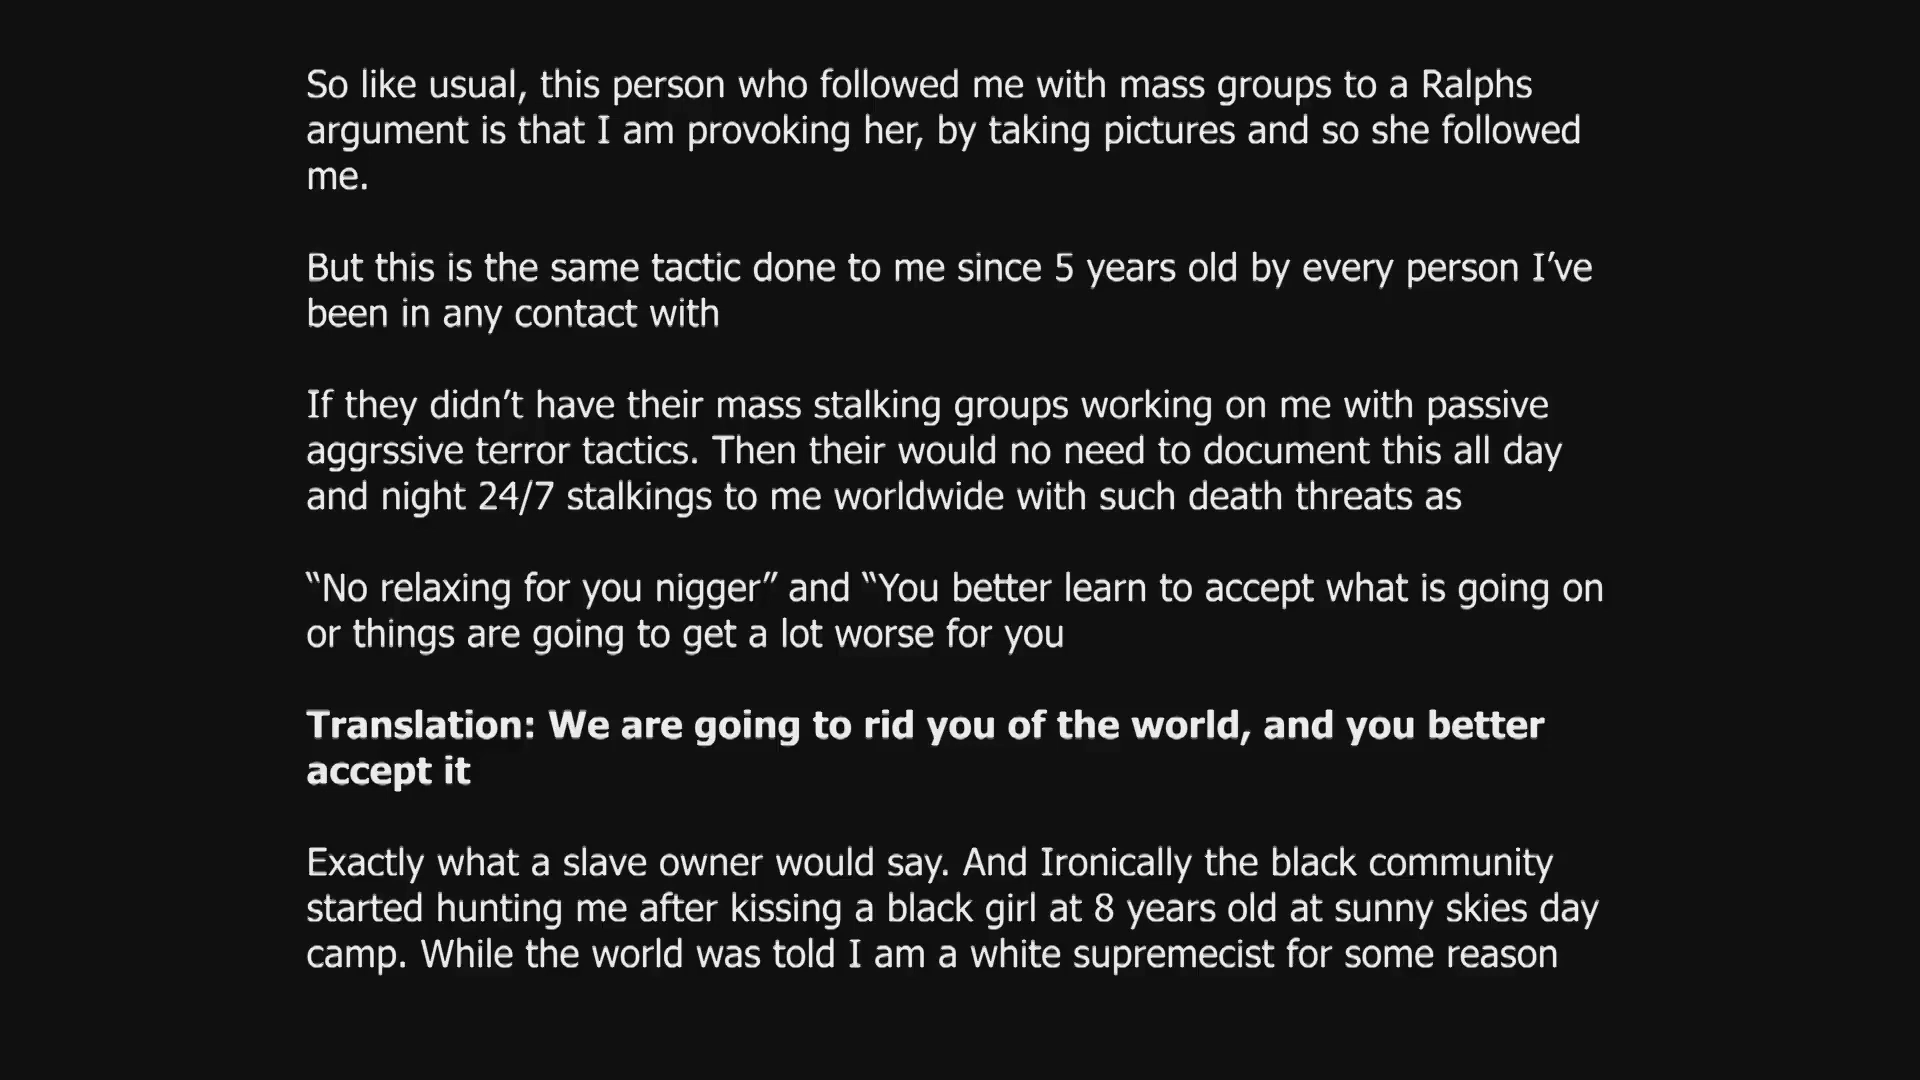 So like usual, this person who followed me with mass groups to a Ralphs
argument is that I am provoking her, by taking pictures and so she followed
me.
But this is the same tactic done to me since 5 years old by every person I’ve
been in any contact with
If they didn’t have their mass stalking groups working on me with passive
aggrssive terror tactics. Then their would no need to document this all day
and night 24/7 stalkings to me worldwide with such death threats as
“No relaxing for you nigger” and “You better learn to accept what is going on
or things are going to get a lot worse for you
Translation: We are going to rid you of the world, and you better
accept it
Exactly what a slave owner would say. And Ironically the black community
started hunting me after kissing a black girl at 8 years old at sunny skies day
camp. While the world was told I am a white supremecist for some reason